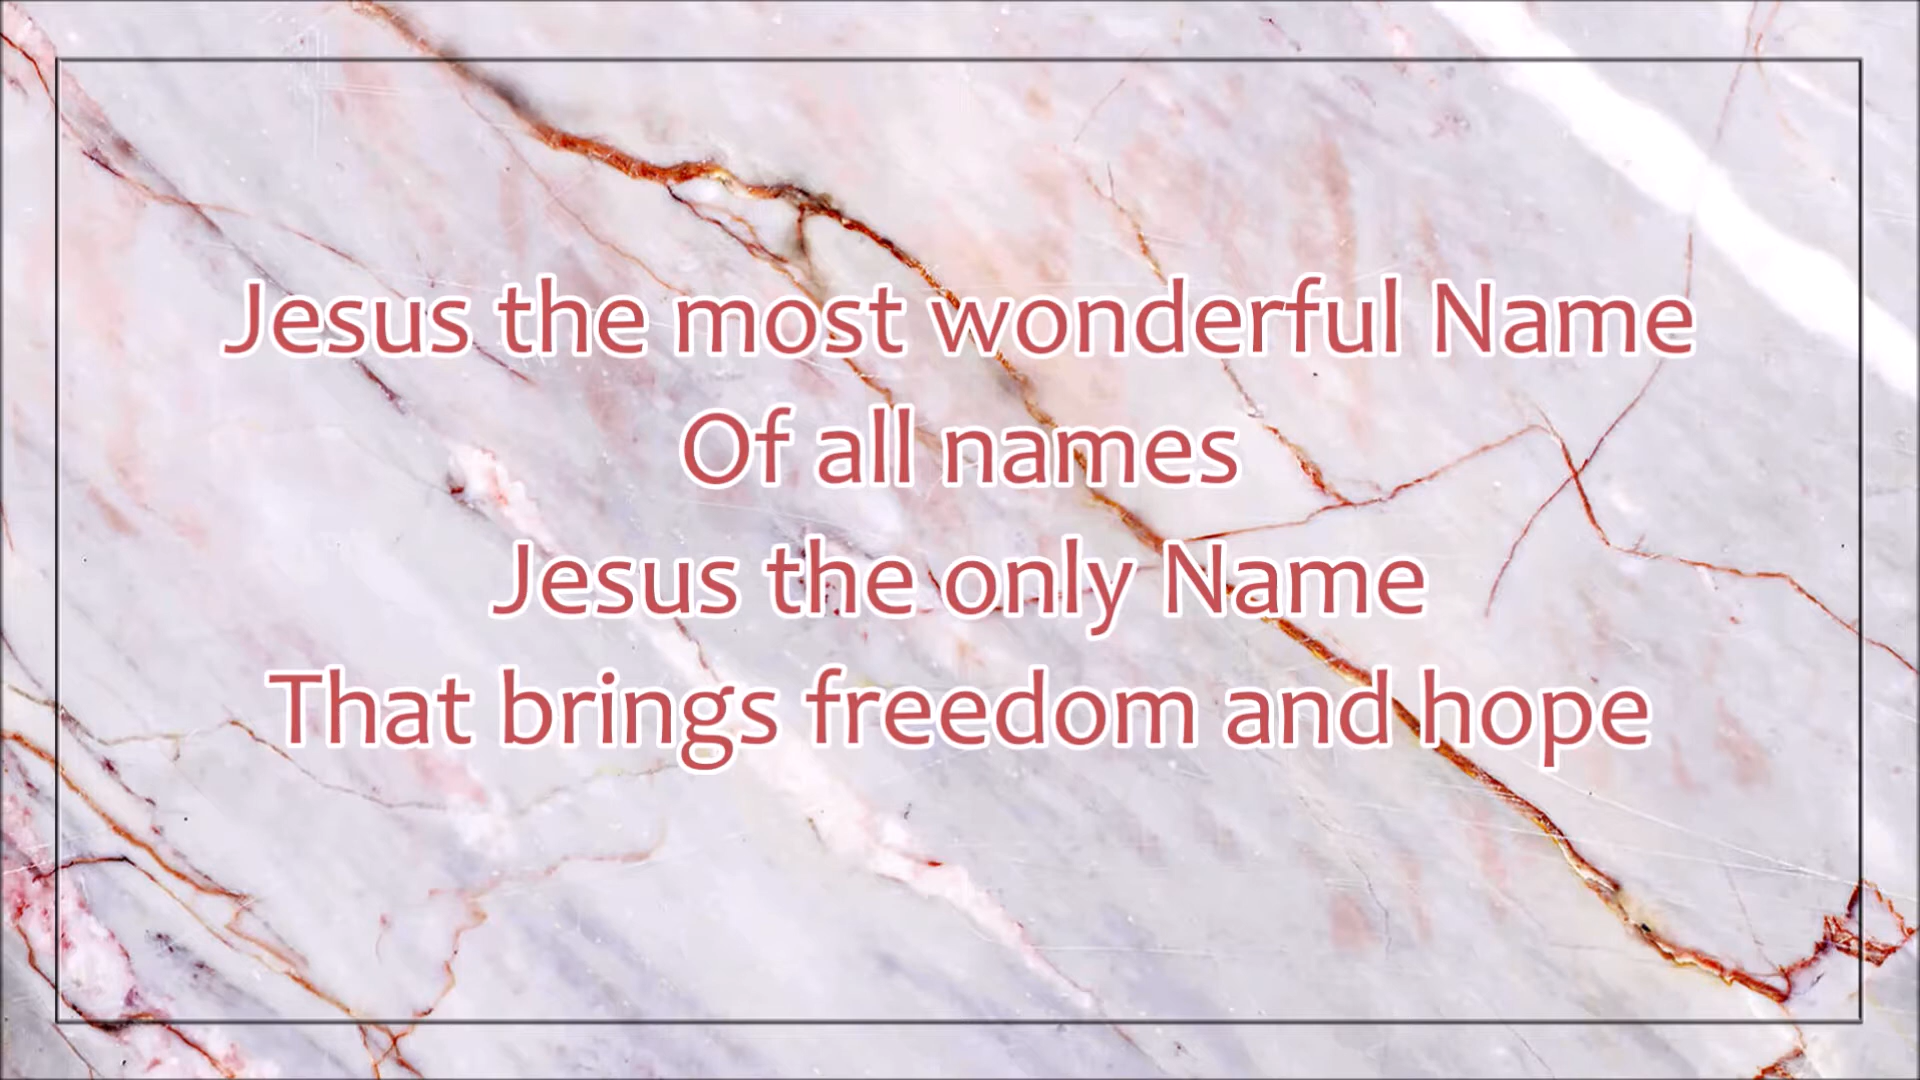 Jesus the most wonderful Name
Of all names
Jesus the only Name
That brings freedom and hope